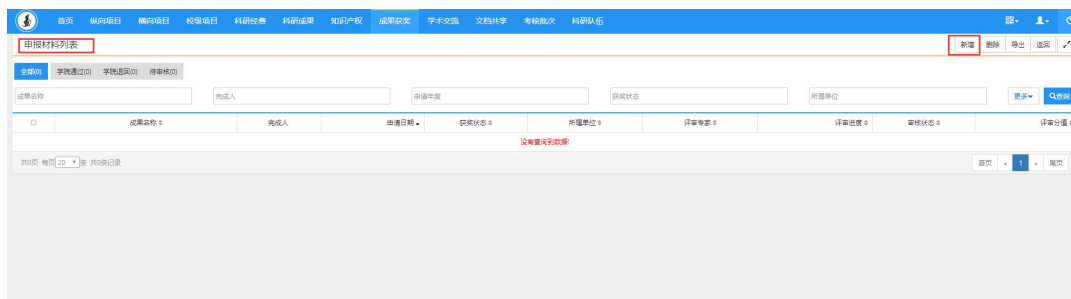 首页 纵向项目 横向项目 校级项目 科研经费 科研成果 知识产权 成果获奖 学术交流 文档共享 考核批次 科研队伍
申报材料列表 新增 删除 导出 返回
全部(0) 学院通过(0) 学院退回(0) 待审核(0)
成果名称 完成人 申请年度 获奖状态 所属单位 更多 查询
成果名称 完成人 申请日期 获奖状态 所属单位 评审专家 评审进度 审核状态 评审分值
没有查询到数据!
共0页 每页 20 条 共0条记录 首页 « 1 » 尾页